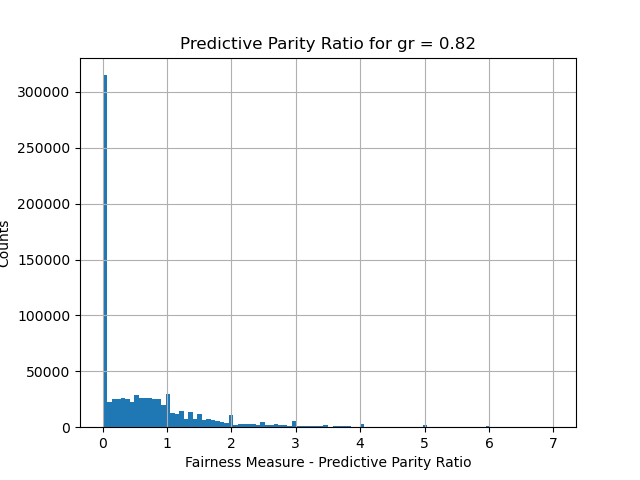 Predictive Parity Ratio for gr = 0.82
300000
250000
200000
150000
100000
50000
0
Counts
0 1 2 3 4 5 6 7
Fairness Measure - Predictive Parity Ratio